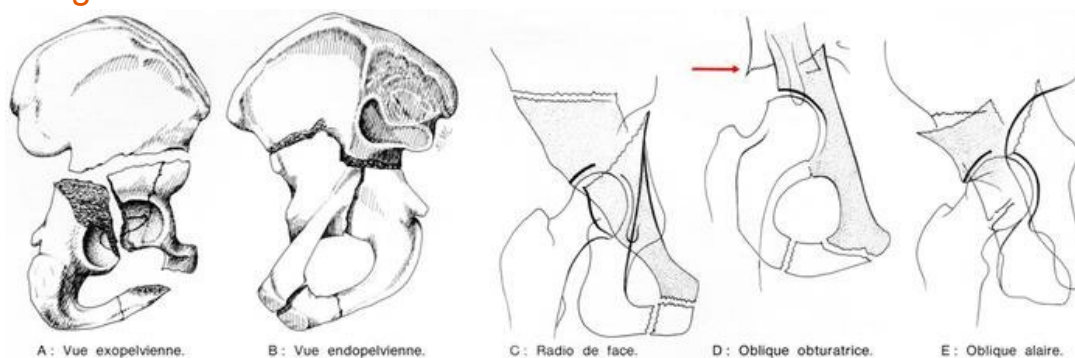 A : Vue exopelvienne.
B : Vue endopelvienne.
C : Radio de face.
D : Oblique obturatrice.
E : Oblique alaire.